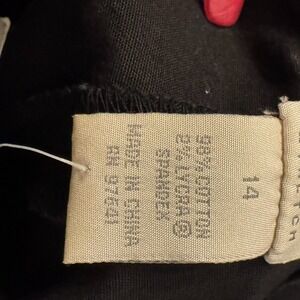 14
98% COTTON
2% LYCRA®
SPANDEX
MADE IN CHINA
RN 97641